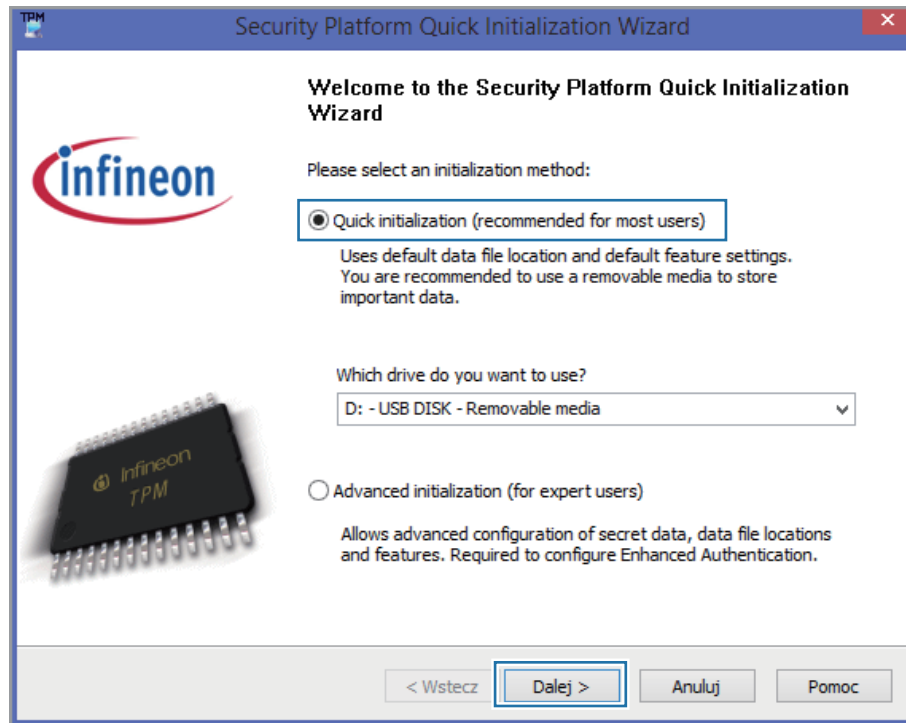 TPM
Security Platform Quick Initialization Wizard
Welcome to the Security Platform Quick Initialization
Wizard
infineon
Please select an initialization method:
Quick initialization (recommended for most users)
Uses default data file location and default feature settings.
You are recommended to use a removable media to store
important data.
Which drive do you want to use?
D: - USB DISK - Removable media
Infineon
TPM
Advanced initialization (for expert users)
Allows advanced configuration of secret data, data file locations
and features. Required to configure Enhanced Authentication.
< Wstecz Dalej > Anuluj Pomoc